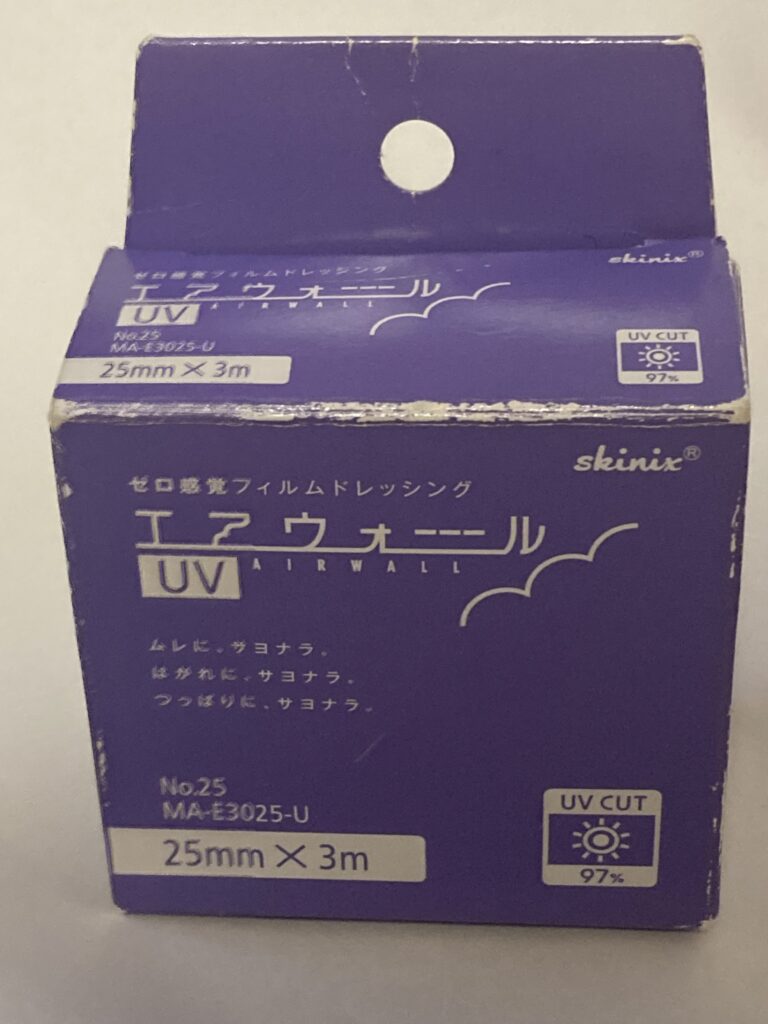 skinix®
ゼロ感覚フィルムドレッシング
エアウォール
UV AIRWALL
No.25
MA-E3025-U
25mm×3m
UV CUT
97%
skinix®
ゼロ感覚フィルムドレッシング
エアウォール
UV AIRWALL
ムレに、サヨナラ。
はがれに、サヨナラ。
つっぱりに、サヨナラ。
No.25
MA-E3025-U
25mm×3m
UV CUT
97%